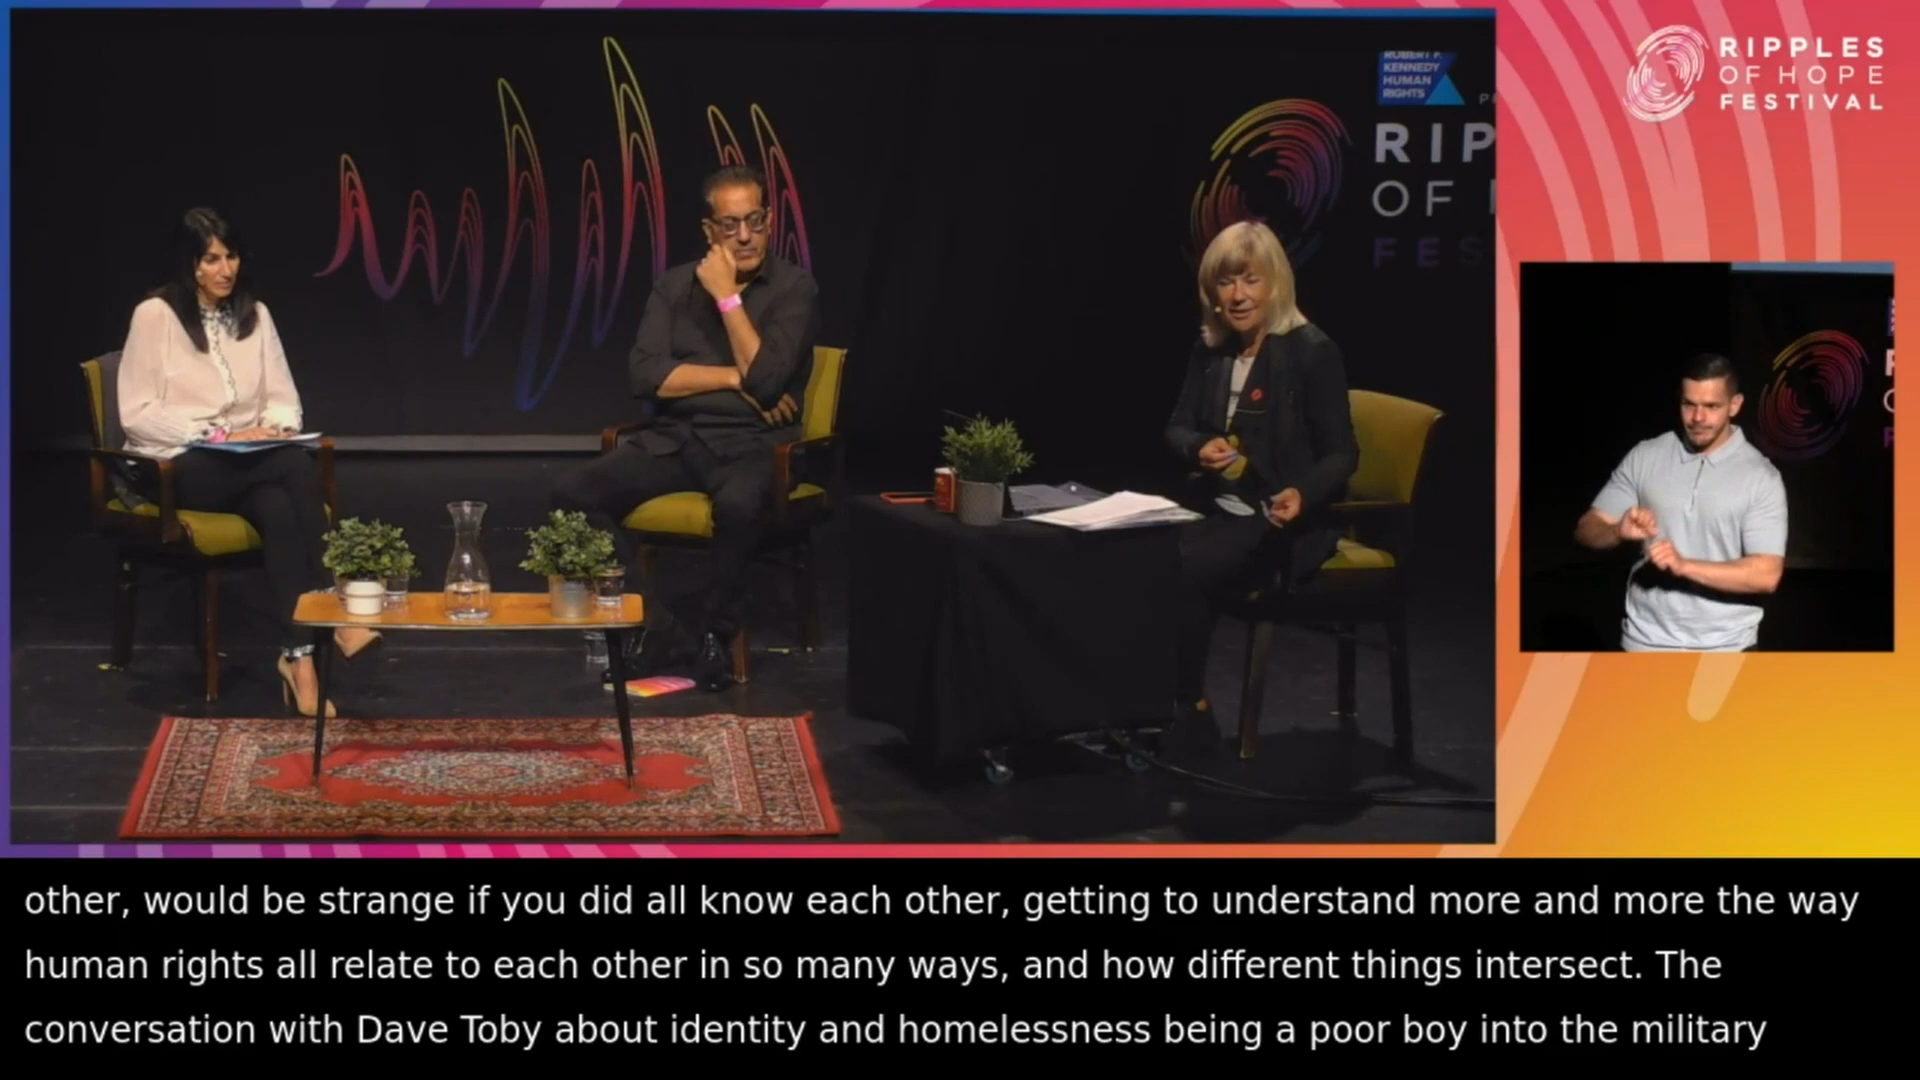 ROBERT F.
KENNEDY
HUMAN
RIGHTS
RIP
OF
FES
RIPPLES
OF HOPE
FESTIVAL
other, would be strange if you did all know each other, getting to understand more and more the way
human rights all relate to each other in so many ways, and how different things intersect. The
conversation with Dave Toby about identity and homelessness being a poor boy into the military